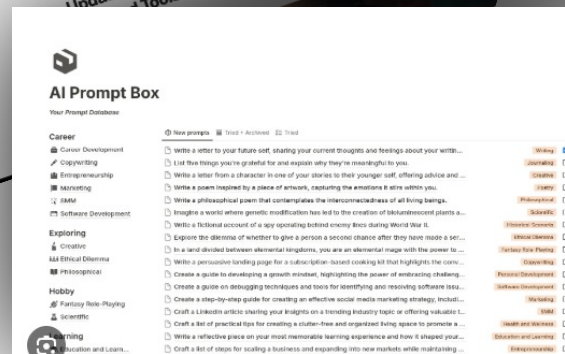 AI Prompt Box
Your Prompt Database
Career
Career Development
Copywriting
Entrepreneurship
Marketing
SMM
Software Development
Exploring
Creative
Ethical Dilemma
Philosophical
Hobby
Fantasy Role-Playing
Scientific
Learning
Education and Learn...
New prompts Tried + Archived Tried
Write a letter to your future self, sharing your current thoughts and feelings about your writin... Writing
List five things you're grateful for and explain why they're meaningful to you. Journaling
Write a letter from a character in one of your stories to their younger self, offering advice and ... Creative
Write a poem inspired by a piece of artwork, capturing the emotions it stirs within you. Poetry
Write a philosophical poem that contemplates the interconnectedness of all living beings. Philosophical
Imagine a world where genetic modification has led to the creation of bioluminescent plants a... Scientific
Write a fictional account of a spy operating behind enemy lines during World War II. Historical Scenario
Explore the dilemma of whether to give a person a second chance after they have made a ser... Ethical Dilemma
In a land divided between elemental kingdoms, you are an elemental mage with the power to ... Fantasy Role-Playing
Write a persuasive landing page for a subscription-based cooking kit that highlights the conv... Copywriting
Create a guide to developing a growth mindset, highlighting the power of embracing challeng... Personal Development
Create a guide on debugging techniques and tools for identifying and resolving software issu... Software Development
Create a step-by-step guide for creating an effective social media marketing strategy, includi... Marketing
Craft a LinkedIn article sharing your insights on a trending industry topic or offering valuable t... SMM
Craft a list of practical tips for creating a clutter-free and organized living space to promote a ... Health and Wellness
Write a reflective piece on your most memorable learning experience and how it shaped your... Education and Learning
Craft a list of steps for scaling a business and expanding into new markets while maintaining ... Entrepreneurship